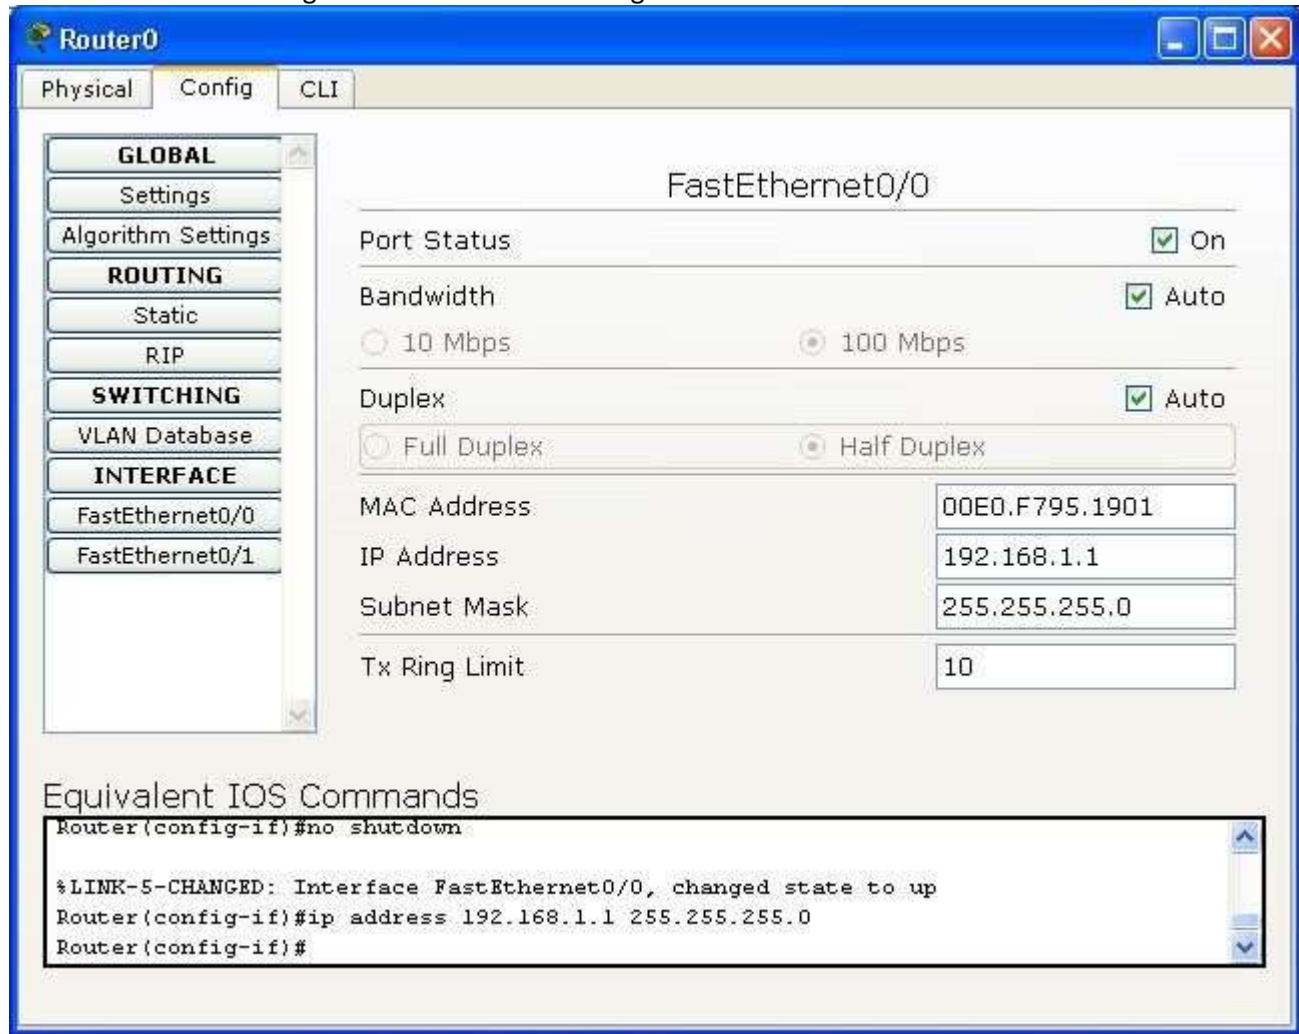 Router0
Physical Config CLI
GLOBAL
Settings
Algorithm Settings
ROUTING
Static
RIP
SWITCHING
VLAN Database
INTERFACE
FastEthernet0/0
FastEthernet0/1
FastEthernet0/0
Port Status On
Bandwidth Auto
10 Mbps 100 Mbps
Duplex Auto
Full Duplex Half Duplex
MAC Address 00E0.F795.1901
IP Address 192.168.1.1
Subnet Mask 255.255.255.0
Tx Ring Limit 10
Equivalent IOS Commands
Router(config-if)#no shutdown
%LINK-5-CHANGED: Interface FastEthernet0/0, changed state to up
Router(config-if)#ip address 192.168.1.1 255.255.255.0
Router(config-if)#